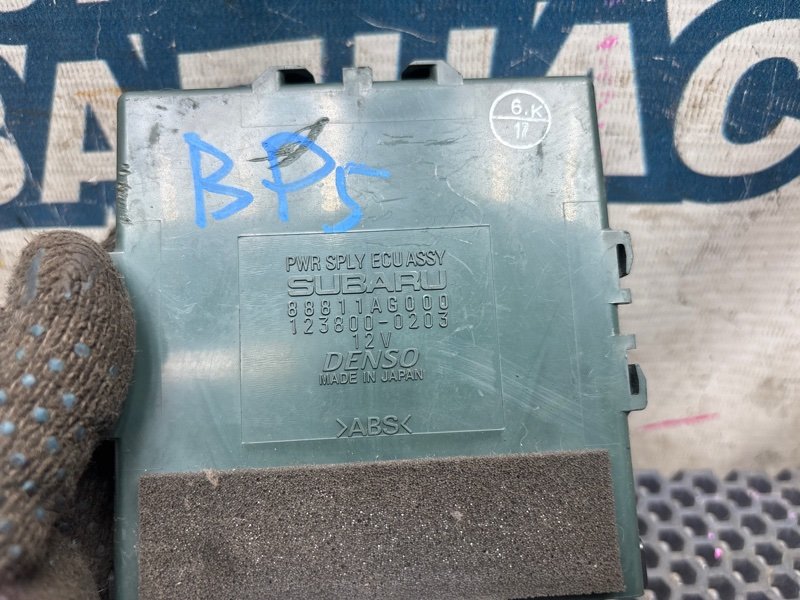 6.K
17
BP5
PWR SPLY ECU ASSY
SUBARU
88811AG000
123800-0203
12V
DENSO
MADE IN JAPAN
>ABS<